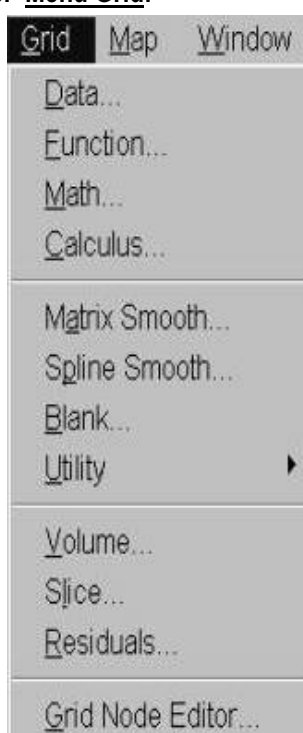 Menu Grid.
Grid Map Window
Data...
Function...
Math...
Calculus...
Matrix Smooth...
Spline Smooth...
Blank...
Utility
Volume...
Slice...
Residuals...
Grid Node Editor...